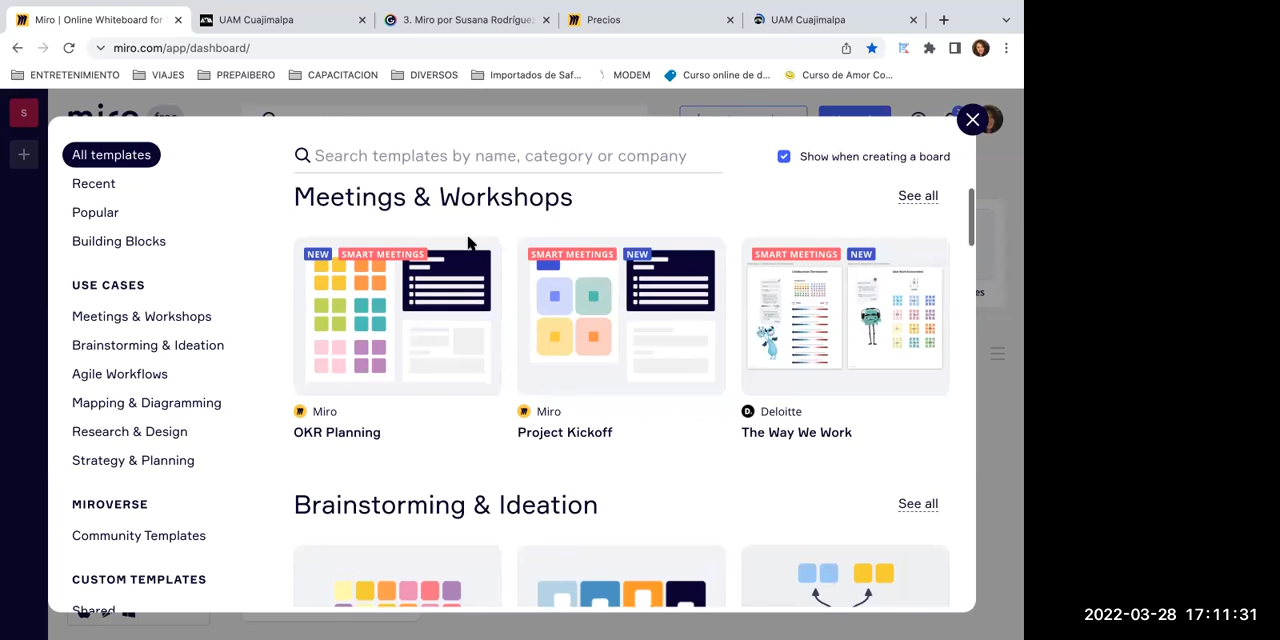 Miro | Online Whiteboard for
UAM Cuajimalpa
3. Miro por Susana Rodríguez
Precios
UAM Cuajimalpa
miro.com/app/dashboard/
ENTRETENIMIENTO
VIAJES
PREPAIBERO
CAPACITACION
DIVERSOS
Importados de Saf...
MODEM
Curso online de d...
Curso de Amor Co...
S
miro free
All templates
Search templates by name, category or company
Show when creating a board
Recent
Popular
Building Blocks
USE CASES
Meetings & Workshops
Brainstorming & Ideation
Agile Workflows
Mapping & Diagramming
Research & Design
Strategy & Planning
MIROVERSE
Community Templates
CUSTOM TEMPLATES
Shared
Meetings & Workshops
See all
NEW SMART MEETINGS
SMART MEETINGS NEW
SMART MEETINGS NEW
Miro
OKR Planning
Miro
Project Kickoff
Deloitte
The Way We Work
Brainstorming & Ideation
See all
2022-03-28 17:11:31